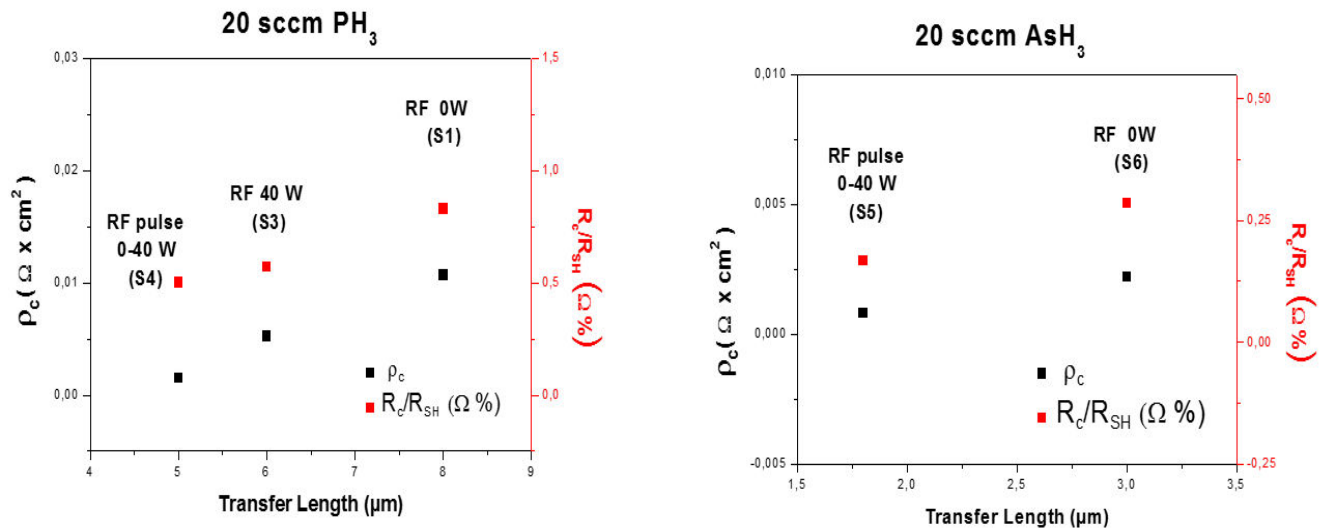 20 sccm PH₃
0,03
0,02
0,01
0,00
ρc ( Ω x cm²)
1,5
1,0
0,5
0,0
Rc/RSH (Ω %)
RF 0W
(S1)
RF 40 W
(S3)
RF pulse
0-40 W
(S4)
ρc
Rc/RSH (Ω %)
4 5 6 7 8 9
Transfer Length (µm)
20 sccm AsH₃
0,010
0,005
0,000
-0,005
ρc ( Ω x cm²)
0,50
0,25
0,00
-0,25
Rc/RSH (Ω %)
RF 0W
(S6)
RF pulse
0-40 W
(S5)
ρc
Rc/RSH (Ω %)
1,5 2,0 2,5 3,0 3,5
Transfer Length (µm)